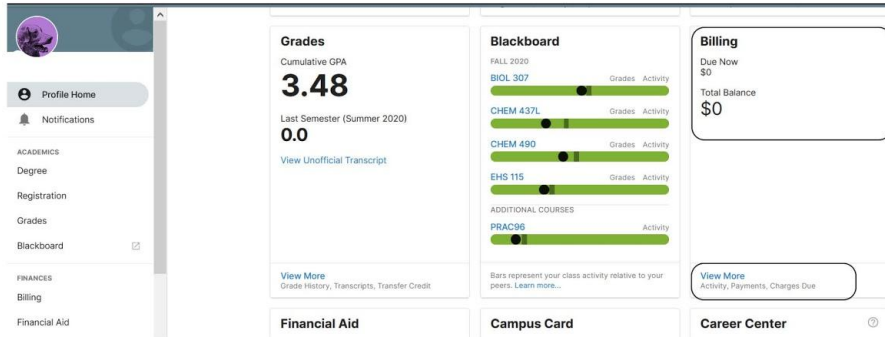 Profile Home
Notifications
ACADEMICS
Degree
Registration
Grades
Blackboard
FINANCES
Billing
Financial Aid
Grades
Cumulative GPA
3.48
Last Semester (Summer 2020)
0.0
View Unofficial Transcript
View More
Grade History, Transcripts, Transfer Credit
Blackboard
FALL 2020
BIOL 307 Grades Activity
CHEM 437L Grades Activity
CHEM 490 Grades Activity
EHS 115 Grades Activity
ADDITIONAL COURSES
PRAC96 Activity
Bars represent your class activity relative to your
peers. Learn more...
Billing
Due Now
$0
Total Balance
$0
View More
Activity, Payments, Charges Due
Financial Aid
Campus Card
Career Center